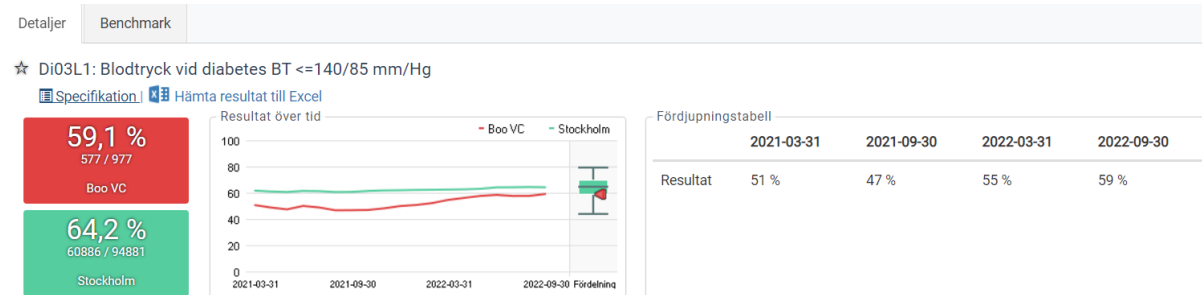 Detaljer Benchmark
☆ Di03L1: Blodtryck vid diabetes BT <=140/85 mm/Hg
Specifikation | Hämta resultat till Excel
59,1 %
577 / 977
Boo VC
64,2 %
60886 / 94881
Stockholm
Resultat över tid
Boo VC Stockholm
100
80
60
40
20
0
2021-03-31 2021-09-30 2022-03-31 2022-09-30 Fördelning
Fördjupningstabell
2021-03-31 2021-09-30 2022-03-31 2022-09-30
Resultat 51 % 47 % 55 % 59 %